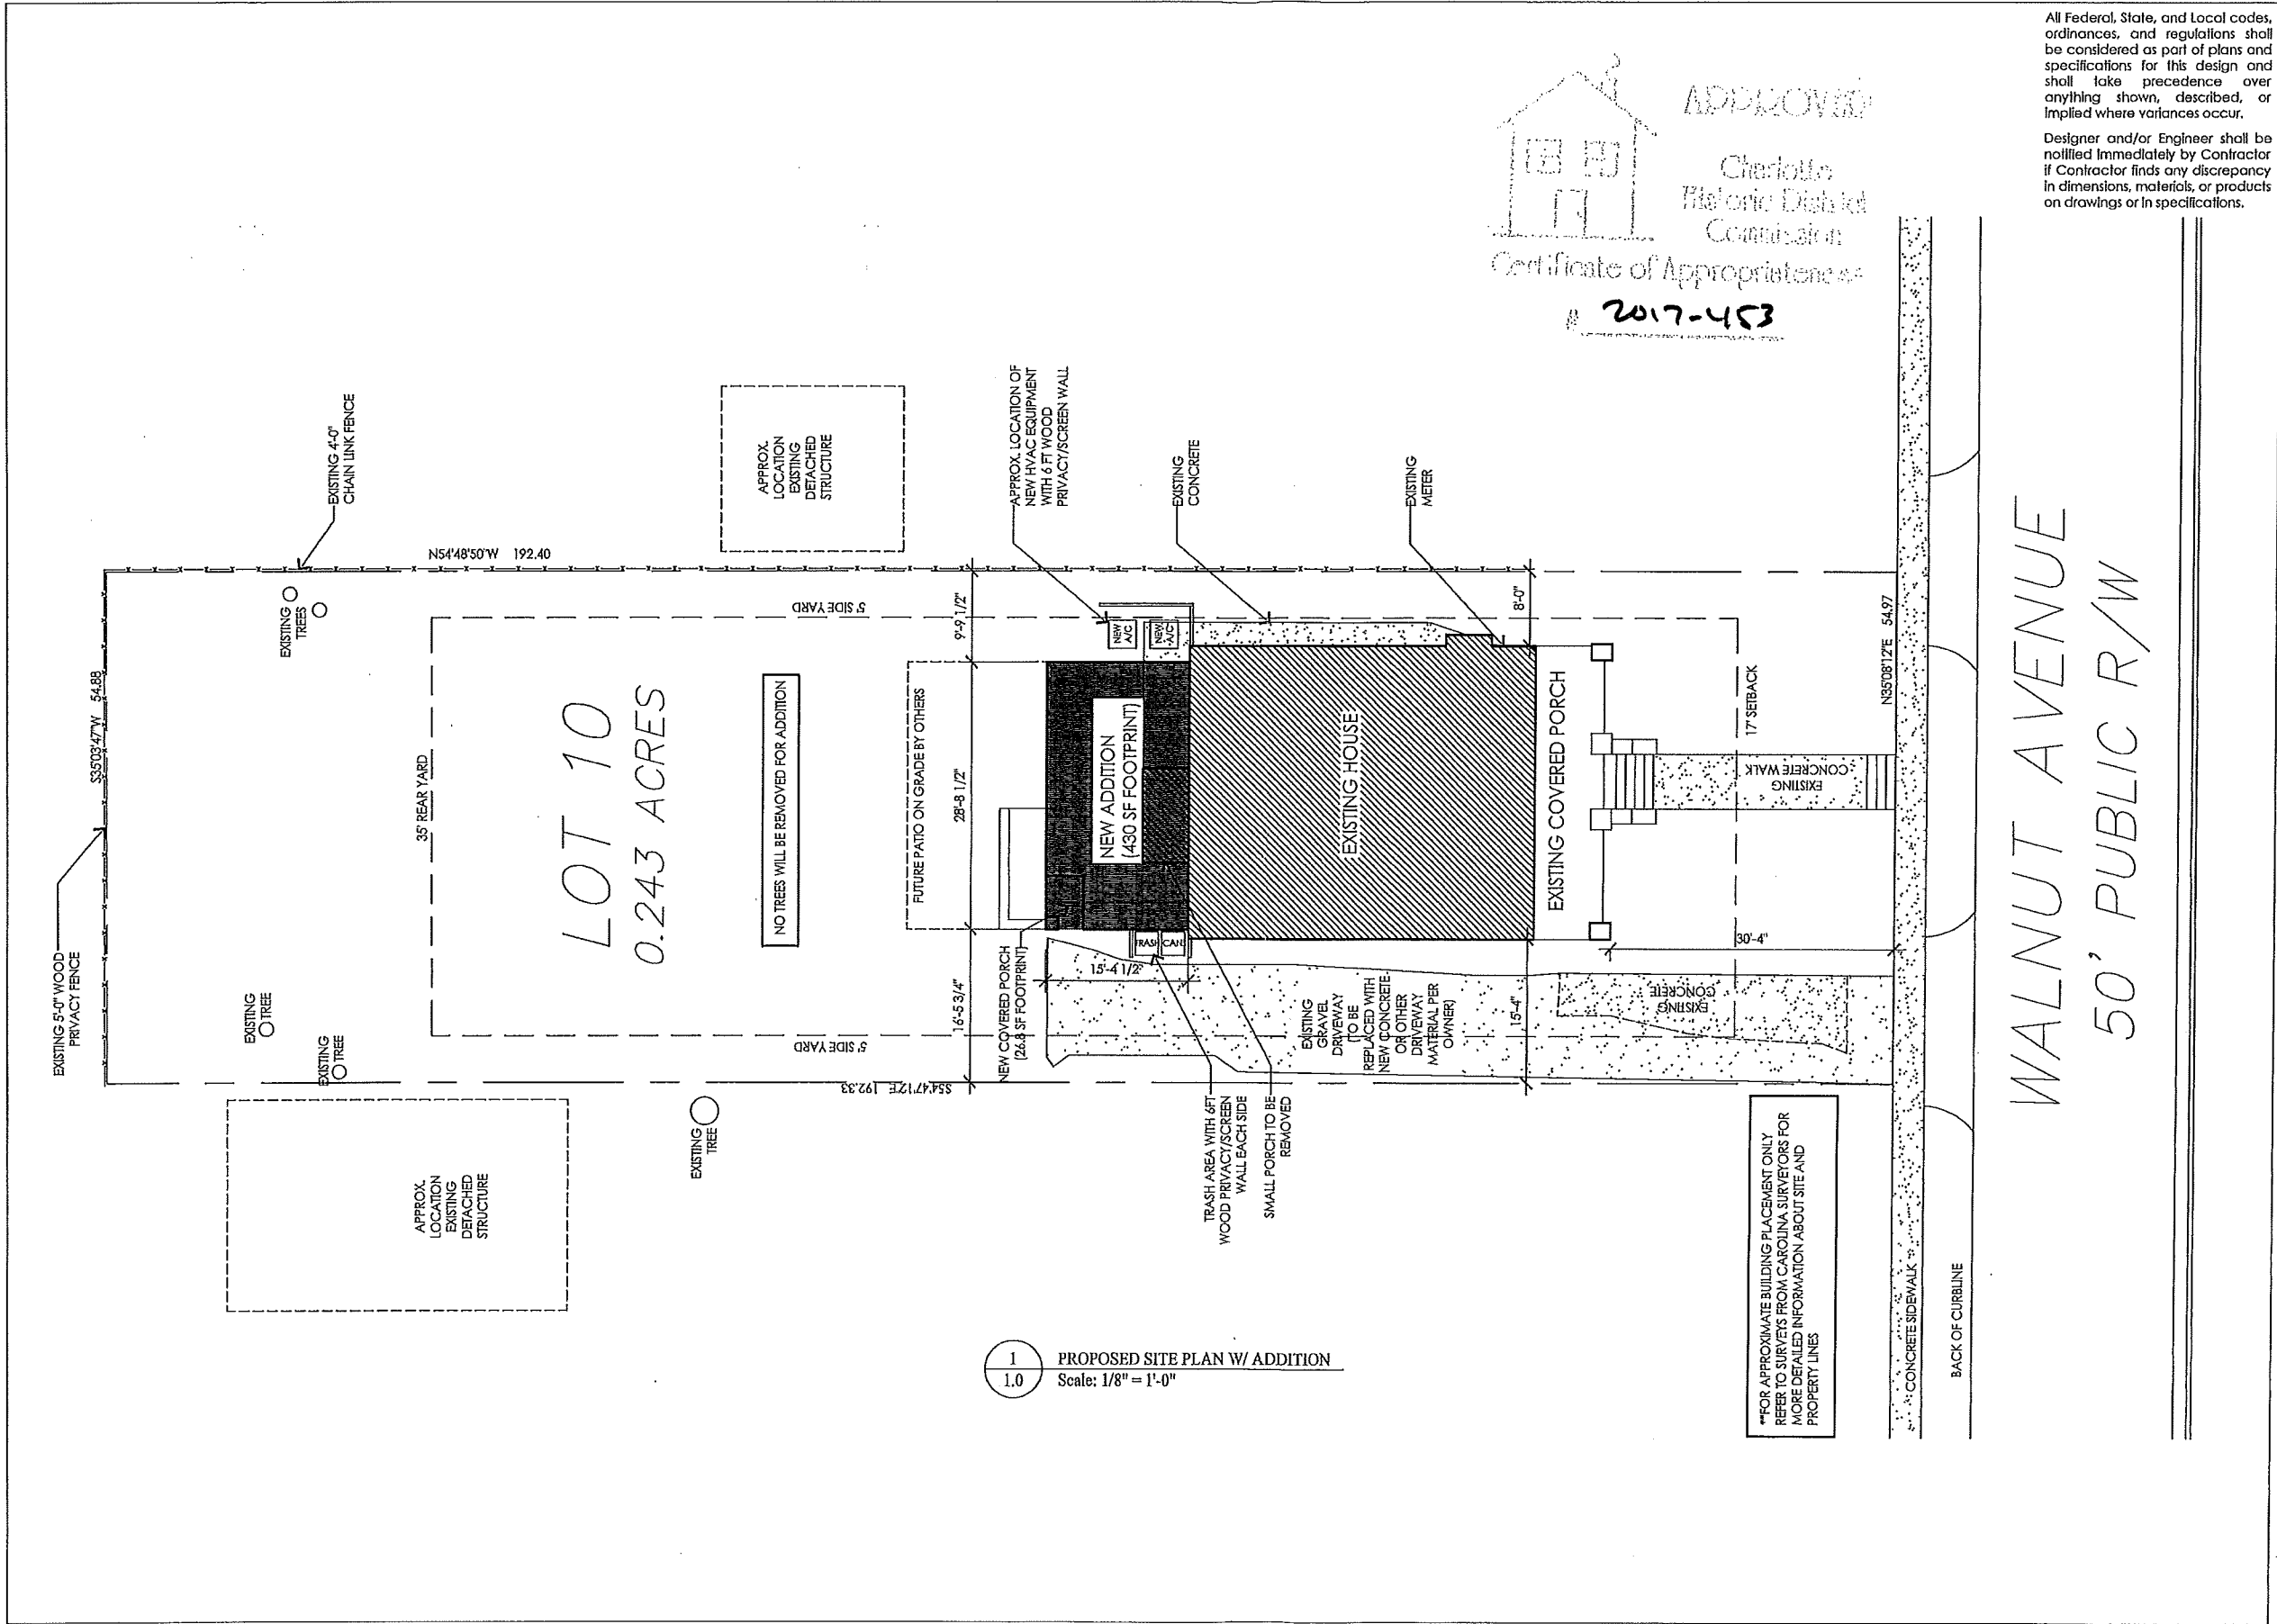 All Federal, State, and Local codes,
ordinances, and regulations shall
be considered as part of plans and
specifications for this design and
shall take precedence over
anything shown, described, or
implied where variances occur.
Designer and/or Engineer shall be
notified immediately by Contractor
if Contractor finds any discrepancy
in dimensions, materials, or products
on drawings or in specifications.
APPROVED
Charlotte
Historic District
Commission
Certificate of Appropriateness
# 2017-453
EXISTING 5'-0" WOOD
PRIVACY FENCE
S35°03'47"W 54.88
EXISTING 4'-0"
CHAIN LINK FENCE
EXISTING
TREES
N54°48'50"W 192.40
APPROX.
LOCATION
EXISTING
DETACHED
STRUCTURE
35' REAR YARD
5' SIDE YARD
LOT 10
0.243 ACRES
NO TREES WILL BE REMOVED FOR ADDITION
EXISTING
TREE
EXISTING
TREE
5' SIDE YARD
S54°47'12"E 192.33
APPROX.
LOCATION
EXISTING
DETACHED
STRUCTURE
EXISTING
TREE
FUTURE PATIO ON GRADE BY OTHERS
9'-9 1/2"
28'-8 1/2"
16'-5 3/4"
APPROX. LOCATION OF
NEW HVAC EQUIPMENT
WITH 6 FT WOOD
PRIVACY/SCREEN WALL
EXISTING
CONCRETE
EXISTING
METER
NEW
A/C
NEW
A/C
NEW ADDITION
(430 SF FOOTPRINT)
NEW COVERED PORCH
(26.8 SF FOOTPRINT)
TRASH
CAN
15'-4 1/2"
TRASH AREA WITH 6FT
WOOD PRIVACY/SCREEN
WALL EACH SIDE
SMALL PORCH TO BE
REMOVED
EXISTING HOUSE
EXISTING
GRAVEL
DRIVEWAY
(TO BE
REPLACED WITH
NEW CONCRETE
OR OTHER
DRIVEWAY
MATERIAL PER
OWNER)
8'-0"
15'-4"
EXISTING COVERED PORCH
30'-4"
EXISTING
CONCRETE
17' SETBACK
EXISTING
CONCRETE WALK
N35°08'12"E 54.97
**FOR APPROXIMATE BUILDING PLACEMENT ONLY
REFER TO SURVEYS FROM CAROLINA SURVEYORS FOR
MORE DETAILED INFORMATION ABOUT SITE AND
PROPERTY LINES
CONCRETE SIDEWALK
BACK OF CURBLINE
WALNUT AVENUE
50' PUBLIC R/W
1
1.0
PROPOSED SITE PLAN W/ ADDITION
Scale: 1/8" = 1'-0"